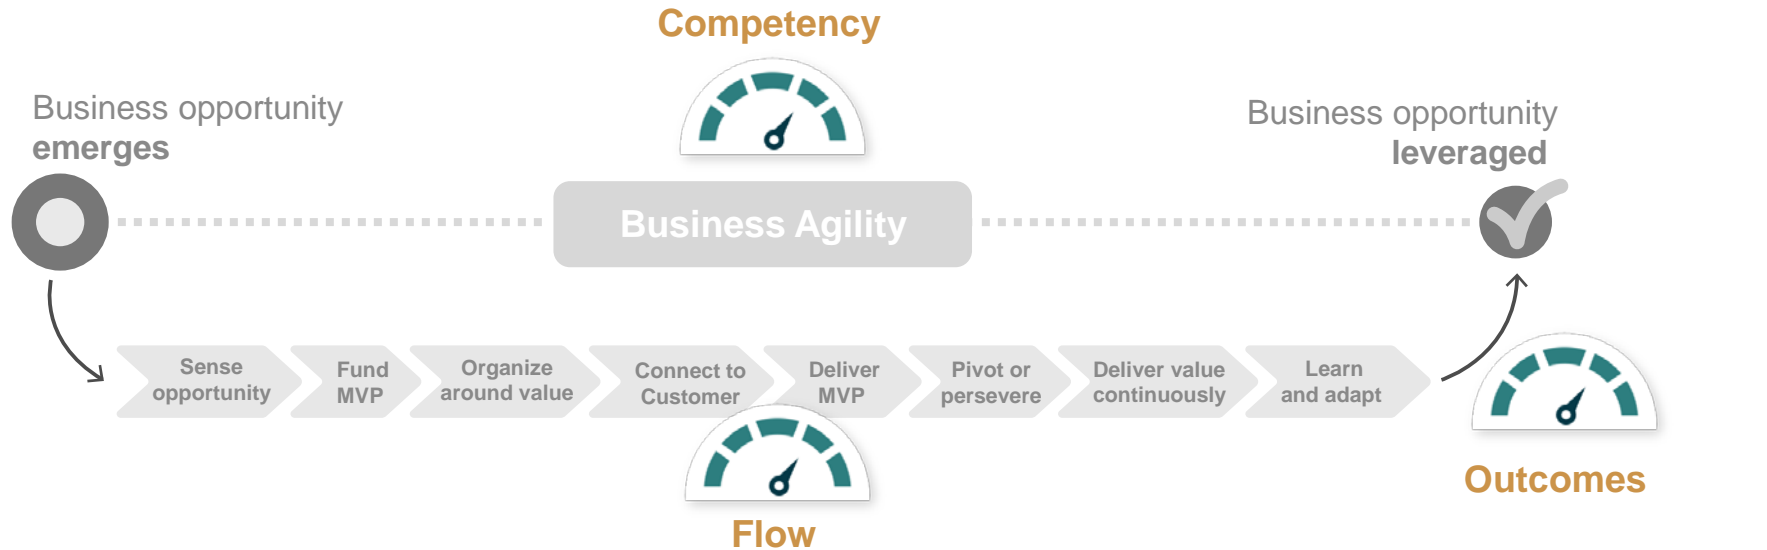 Competency
Business opportunity
emerges
Business opportunity
leveraged
Business Agility
Sense
opportunity
Fund
MVP
Organize
around value
Connect to
Customer
Deliver
MVP
Pivot or
persevere
Deliver value
continuously
Learn
and adapt
Outcomes
Flow